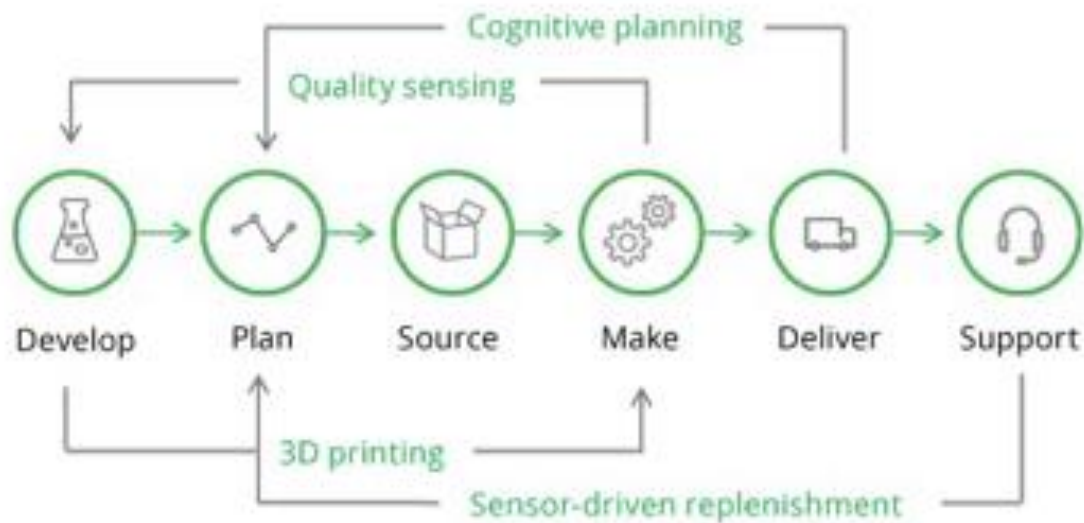 Cognitive planning
Quality sensing
Develop
Plan
Source
Make
Deliver
Support
3D printing
Sensor-driven replenishment